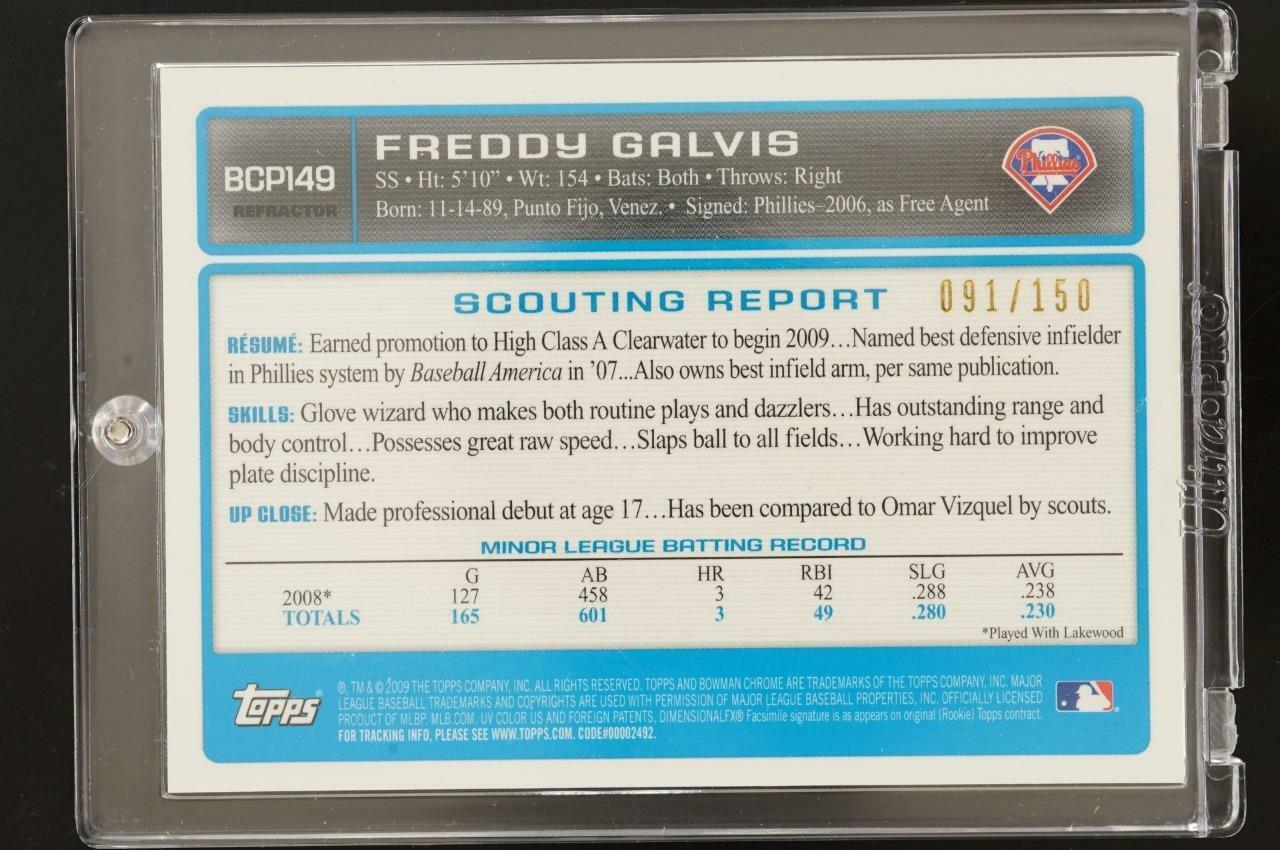 BCP149
REFRACTOR
FREDDY GALVIS
SS • Ht: 5'10" • Wt: 154 • Bats: Both • Throws: Right
Born: 11-14-89, Punto Fijo, Venez. • Signed: Phillies–2006, as Free Agent
Phillies
SCOUTING REPORT 091/150
RÉSUMÉ: Earned promotion to High Class A Clearwater to begin 2009…Named best defensive infielder
in Phillies system by Baseball America in '07...Also owns best infield arm, per same publication.
SKILLS: Glove wizard who makes both routine plays and dazzlers…Has outstanding range and
body control…Possesses great raw speed…Slaps ball to all fields…Working hard to improve
plate discipline.
UP CLOSE: Made professional debut at age 17…Has been compared to Omar Vizquel by scouts.
MINOR LEAGUE BATTING RECORD
G AB HR RBI SLG AVG
2008* 127 458 3 42 .288 .238
TOTALS 165 601 3 49 .280 .230
*Played With Lakewood
Topps®
®, TM & © 2009 THE TOPPS COMPANY, INC. ALL RIGHTS RESERVED. TOPPS AND BOWMAN CHROME ARE TRADEMARKS OF THE TOPPS COMPANY, INC. MAJOR
LEAGUE BASEBALL TRADEMARKS AND COPYRIGHTS ARE USED WITH PERMISSION OF MAJOR LEAGUE BASEBALL PROPERTIES, INC. OFFICIALLY LICENSED
PRODUCT OF MLBP. MLB.COM. UV COLOR US AND FOREIGN PATENTS, DIMENSIONALFX® Facsimile signature is as appears on original (Rookie) Topps contract.
FOR TRACKING INFO, PLEASE SEE WWW.TOPPS.COM. CODE#00002492.
Ultra•PRO®